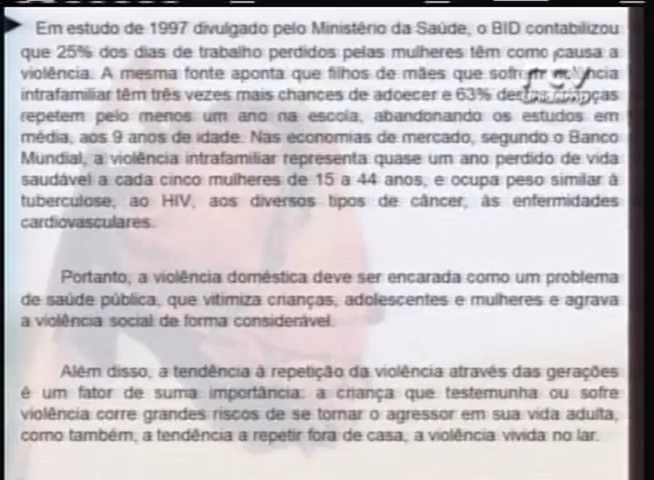 Em estudo de 1997 divulgado pelo Ministério da Saúde, o BID contabilizou
que 25% dos dias de trabalho perdidos pelas mulheres têm como causa a
violência. A mesma fonte aponta que filhos de mães que
intrafamiliar têm três vezes mais chances de adoecer e 63%
repetem pelo menos um ano na escola, abandonando os estudos em
média, aos 9 anos de idade. Nas economias de mercado, segundo o Banco
Mundial, a violência intrafamiliar representa quase um ano perdido de vida
saudável a cada cinco mulheres de 15 a 44 anos, e ocupa peso similar à
tuberculose, ao HIV, aos diversos tipos de câncer, às enfermidades
cardiovasculares.
Portanto, a violência doméstica deve ser encarada como um problema
de saúde pública, que vitimiza crianças, adolescentes e mulheres e agrava
a violência social de forma considerável.
Além disso, a tendência à repetição da violência através das gerações
é um fator de suma importância: a criança que testemunha ou sofre
violência corre grandes riscos de se tornar o agressor em sua vida adulta,
como também, a tendência a repetir fora de casa, a violência vivida no lar.